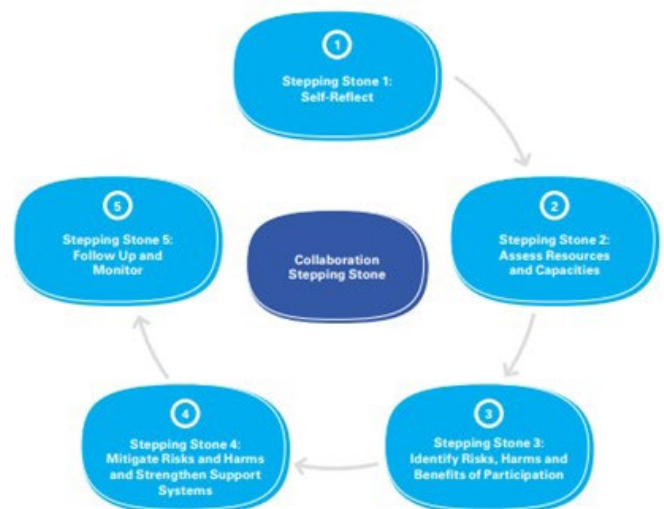 1
Stepping Stone 1:
Self-Reflect
2
Stepping Stone 2:
Assess Resources
and Capacities
3
Stepping Stone 3:
Identify Risks, Harms and
Benefits of Participation
4
Stepping Stone 4:
Mitigate Risks and Harms
and Strengthen Support
Systems
5
Stepping Stone 5:
Follow Up and
Monitor
Collaboration
Stepping Stone